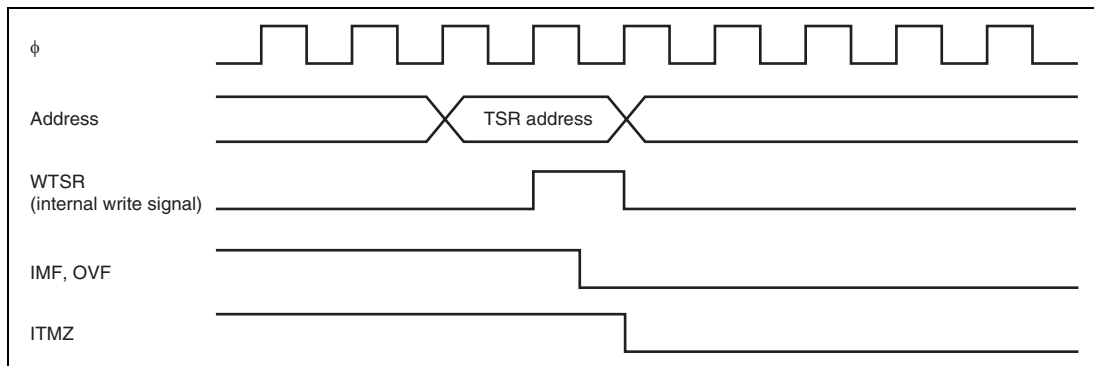 ϕ
Address
TSR address
WTSR
(internal write signal)
IMF, OVF
ITMZ